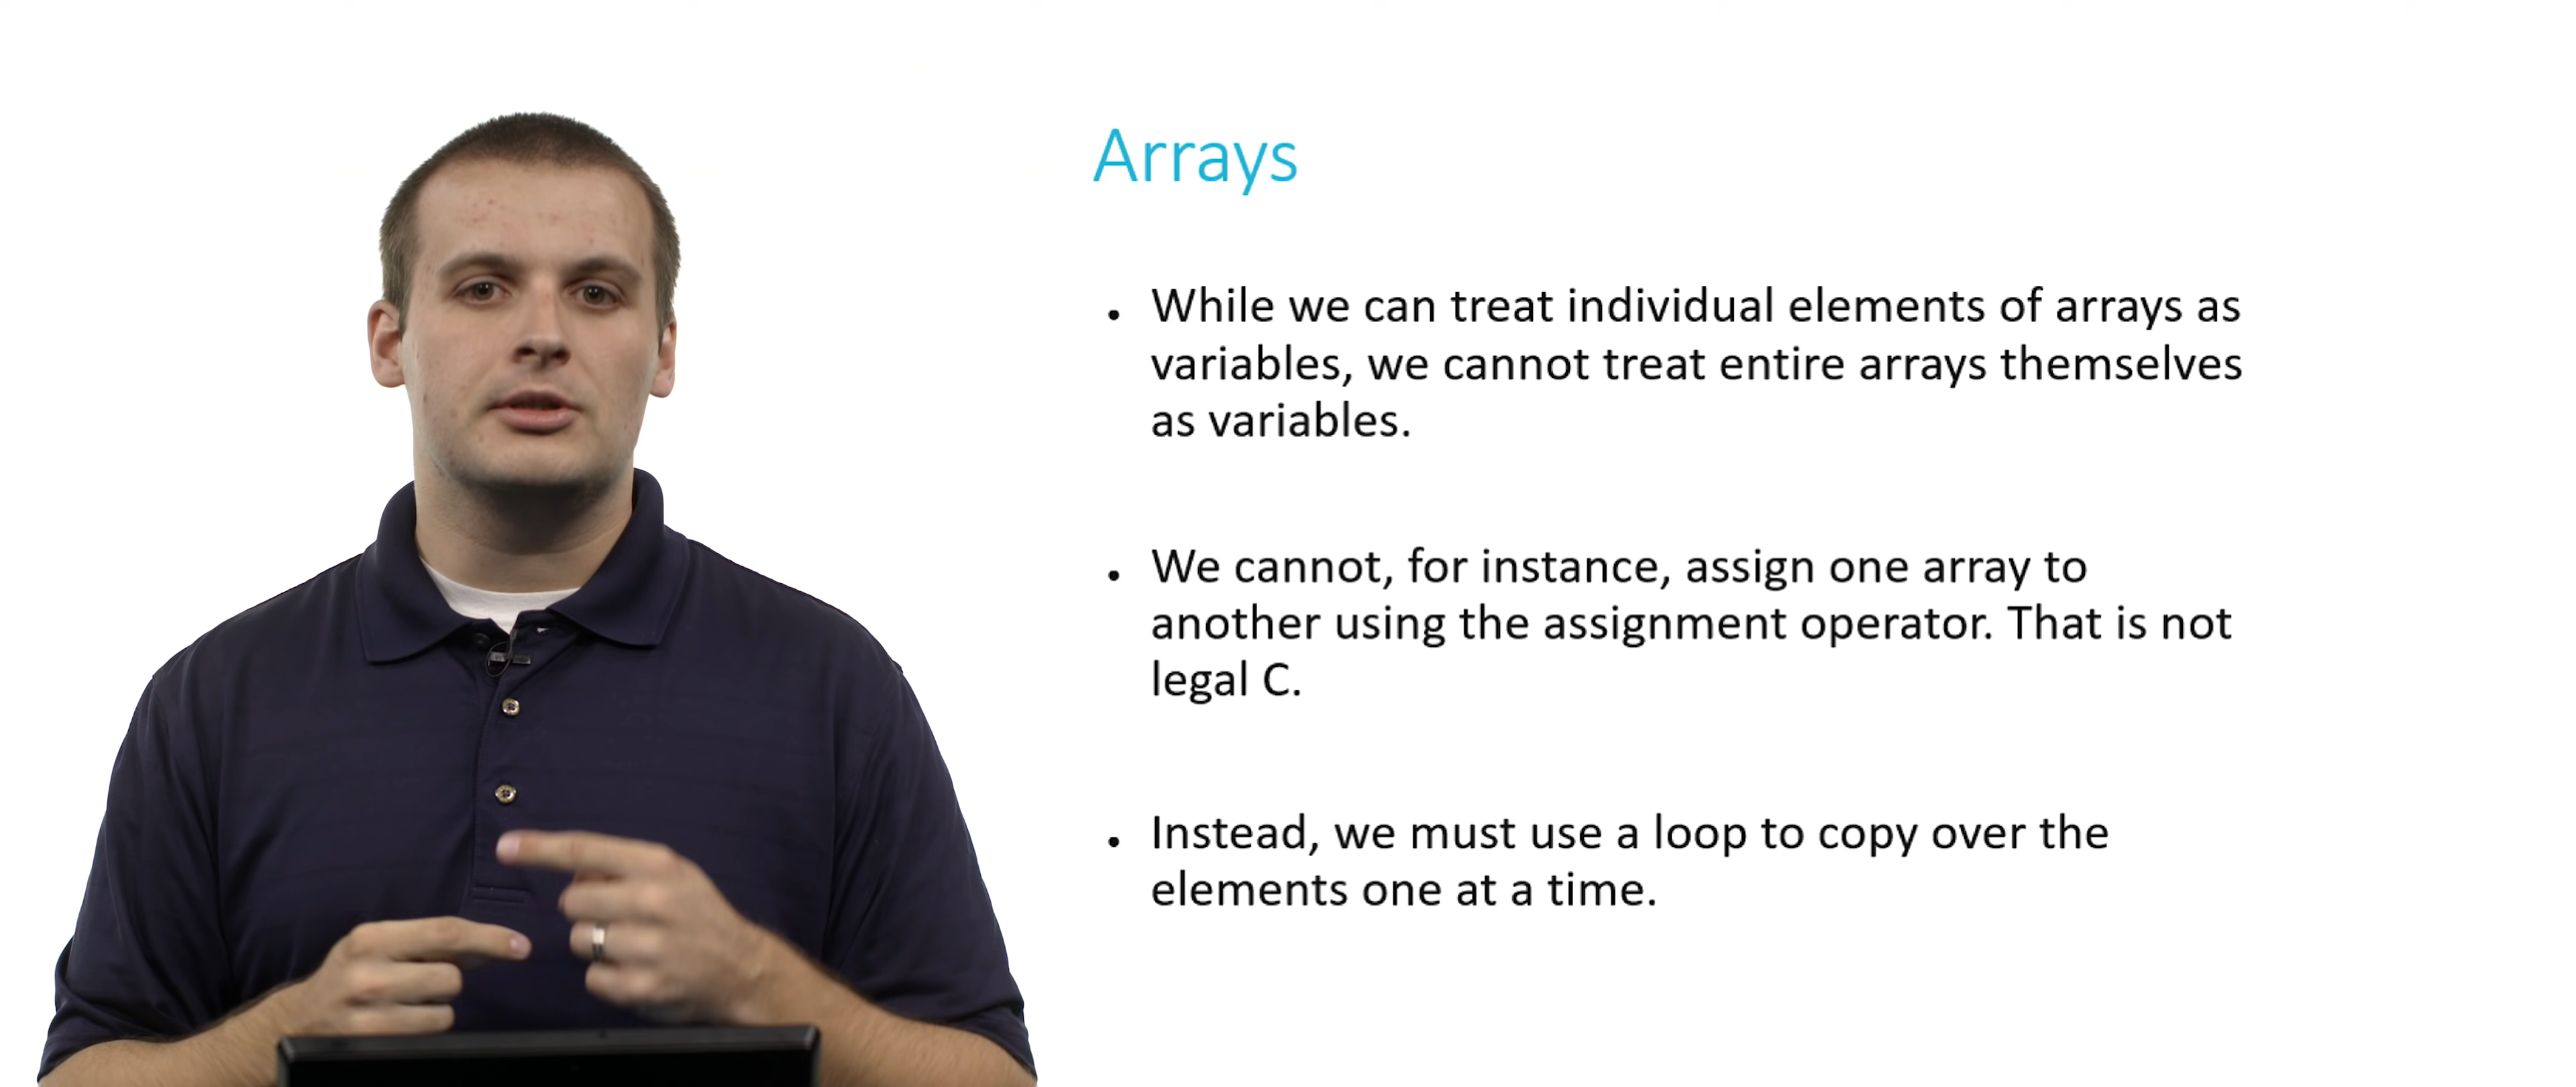 Arrays
• While we can treat individual elements of arrays as
variables, we cannot treat entire arrays themselves
as variables.
• We cannot, for instance, assign one array to
another using the assignment operator. That is not
legal C.
• Instead, we must use a loop to copy over the
elements one at a time.